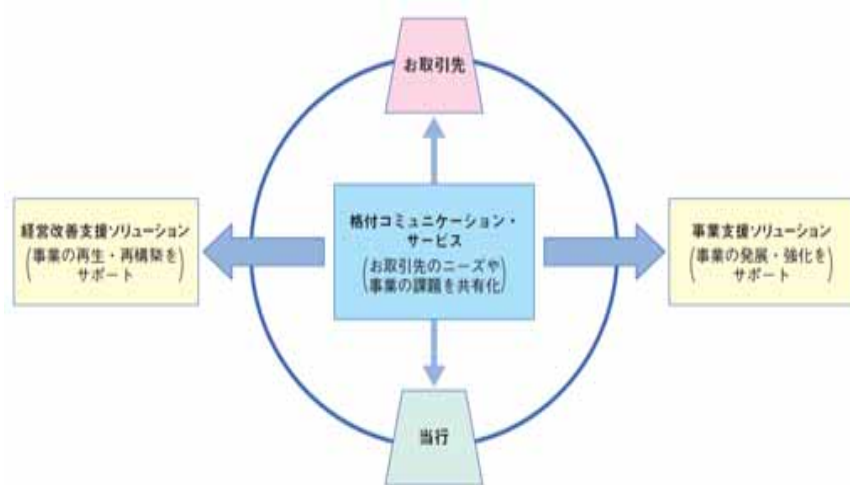 お取引先
経営改善支援ソリューション
(事業の再生・再構築を
サポート)
格付コミュニケーション・
サービス
(お取引先のニーズや
事業の課題を共有化)
事業支援ソリューション
(事業の発展・強化を
サポート)
当行